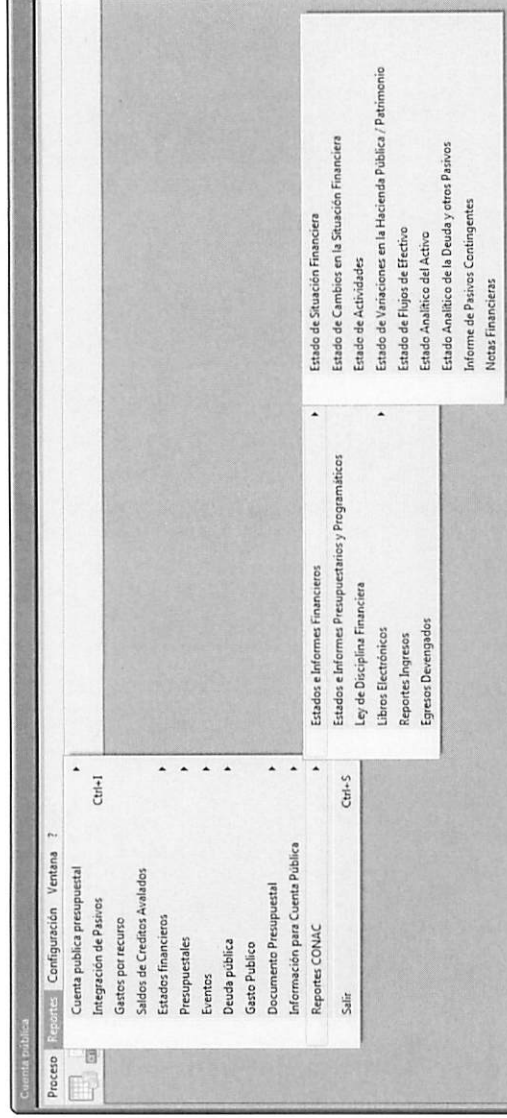 Cuenta pública
Proceso Reportes Configuración Ventana ?
Cuenta publica presupuestal
Integración de Pasivos Ctrl+I
Gastos por recurso
Saldos de Creditos Avalados
Estados financieros
Presupuestales
Eventos
Deuda pública
Gasto Publico
Documento Presupuestal
Información para Cuenta Pública
Reportes CONAC
Salir Ctrl+S
Estados e Informes Financieros
Estados e Informes Presupuestarios y Programáticos
Ley de Disciplina Financiera
Libros Electrónicos
Reportes Ingresos
Egresos Devengados
Estado de Situación Financiera
Estado de Cambios en la Situación Financiera
Estado de Actividades
Estado de Variaciones en la Hacienda Pública / Patrimonio
Estado de Flujos de Efectivo
Estado Analítico del Activo
Estado Analítico de la Deuda y otros Pasivos
Informe de Pasivos Contingentes
Notas Financieras